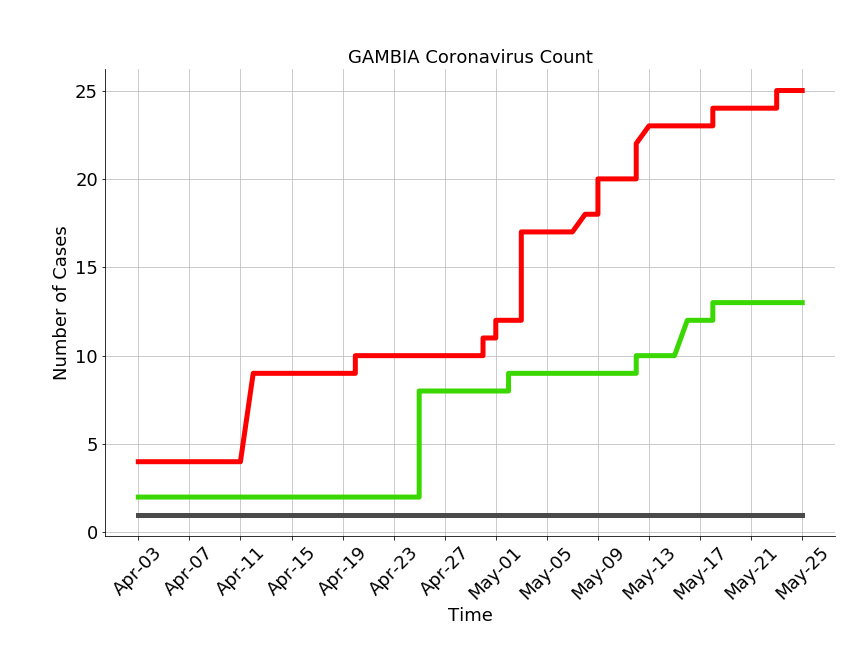 GAMBIA Coronavirus Count
Number of Cases
25
20
15
10
5
0
Apr-03
Apr-07
Apr-11
Apr-15
Apr-19
Apr-23
Apr-27
May-01
May-05
May-09
May-13
May-17
May-21
May-25
Time